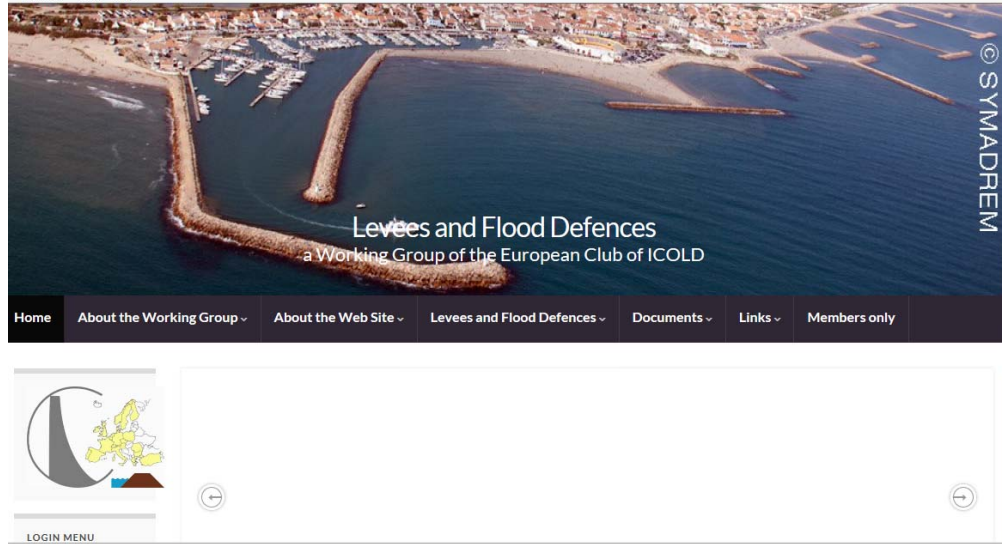 © SYMADREM
Levees and Flood Defences
a Working Group of the European Club of ICOLD
Home
About the Working Group
About the Web Site
Levees and Flood Defences
Documents
Links
Members only
LOGIN MENU